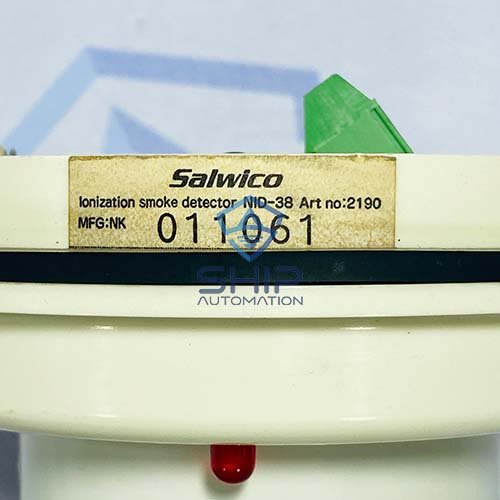 Salwico
Ionization smoke detector NID-38 Art no:2190
MFG:NK 011061
SHIP
AUTOMATION